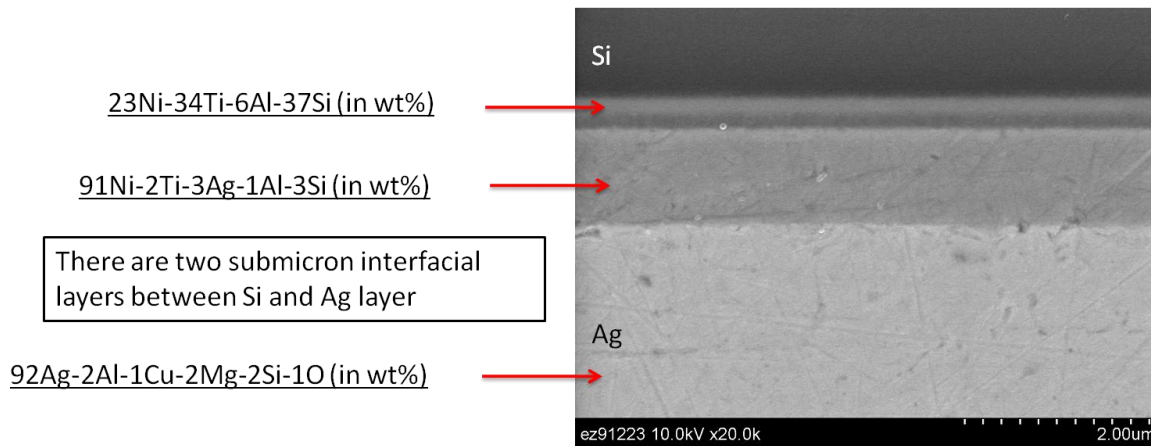 Si
23Ni-34Ti-6Al-37Si (in wt%)
91Ni-2Ti-3Ag-1Al-3Si (in wt%)
There are two submicron interfacial
layers between Si and Ag layer
Ag
92Ag-2Al-1Cu-2Mg-2Si-1O (in wt%)
ez91223 10.0kV x20.0k 2.00um